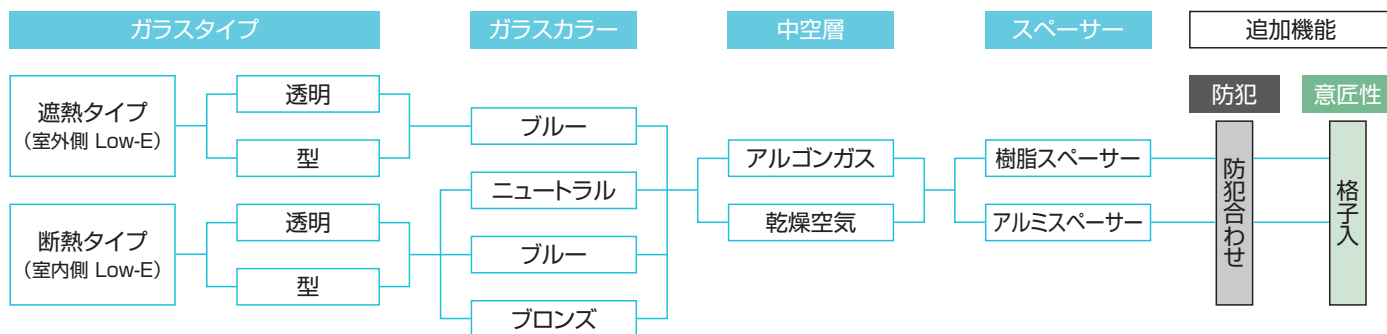 ガラスタイプ
ガラスカラー
中空層
スペーサー
追加機能
防犯
意匠性
遮熱タイプ
（室外側 Low-E）
透明
型
ブルー
ニュートラル
断熱タイプ
（室内側 Low-E）
透明
型
ブルー
ブロンズ
アルゴンガス
乾燥空気
樹脂スペーサー
アルミスペーサー
防犯合わせ
格子入